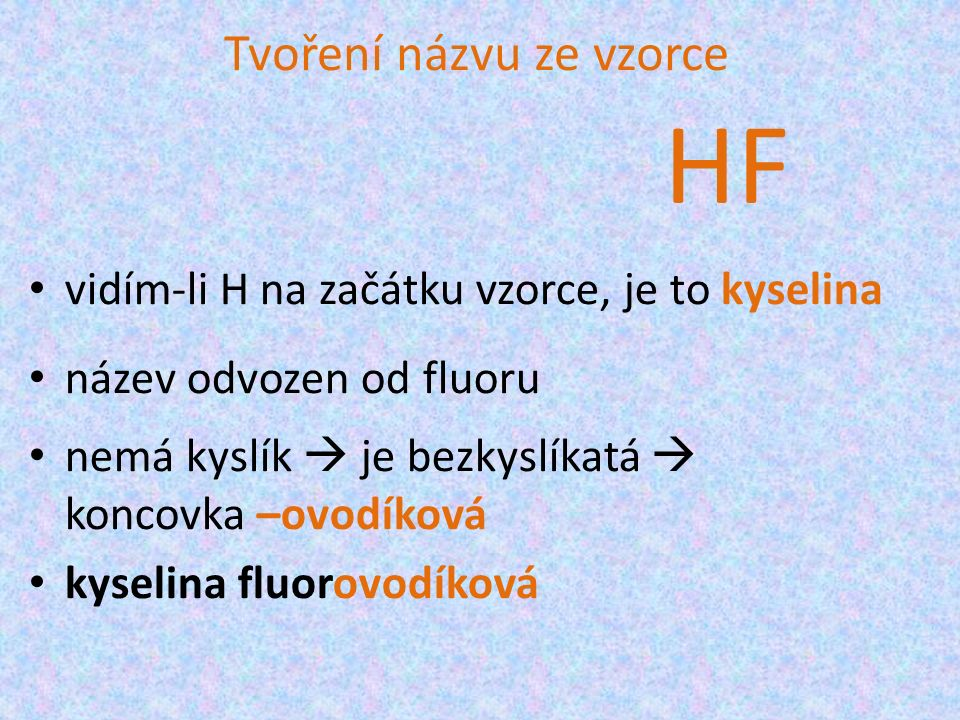 Tvoření názvu ze vzorce
HF
• vidím-li H na začátku vzorce, je to kyselina
• název odvozen od fluoru
• nemá kyslík → je bezkyslíkatá →
koncovka –ovodíková
• kyselina fluorovodíková